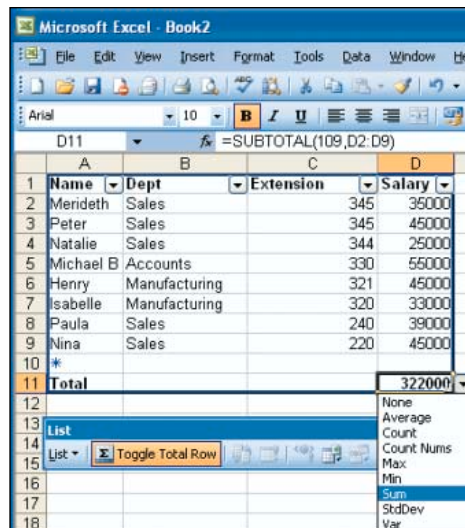 Microsoft Excel - Book2
File Edit View Insert Format Tools Data Window
Arial 10 B I U
D11 fx =SUBTOTAL(109,D2:D9)
A B C D
1 Name Dept Extension Salary
2 Merideth Sales 345 35000
3 Peter Sales 345 45000
4 Natalie Sales 344 25000
5 Michael B Accounts 330 55000
6 Henry Manufacturing 321 45000
7 Isabelle Manufacturing 320 33000
8 Paula Sales 240 39000
9 Nina Sales 220 45000
10 *
11 Total 322000
12 None
Average
13 List Count
14 List Σ Toggle Total Row Count Nums
15 Max
16 Min
Sum
17 StdDev
18 Var